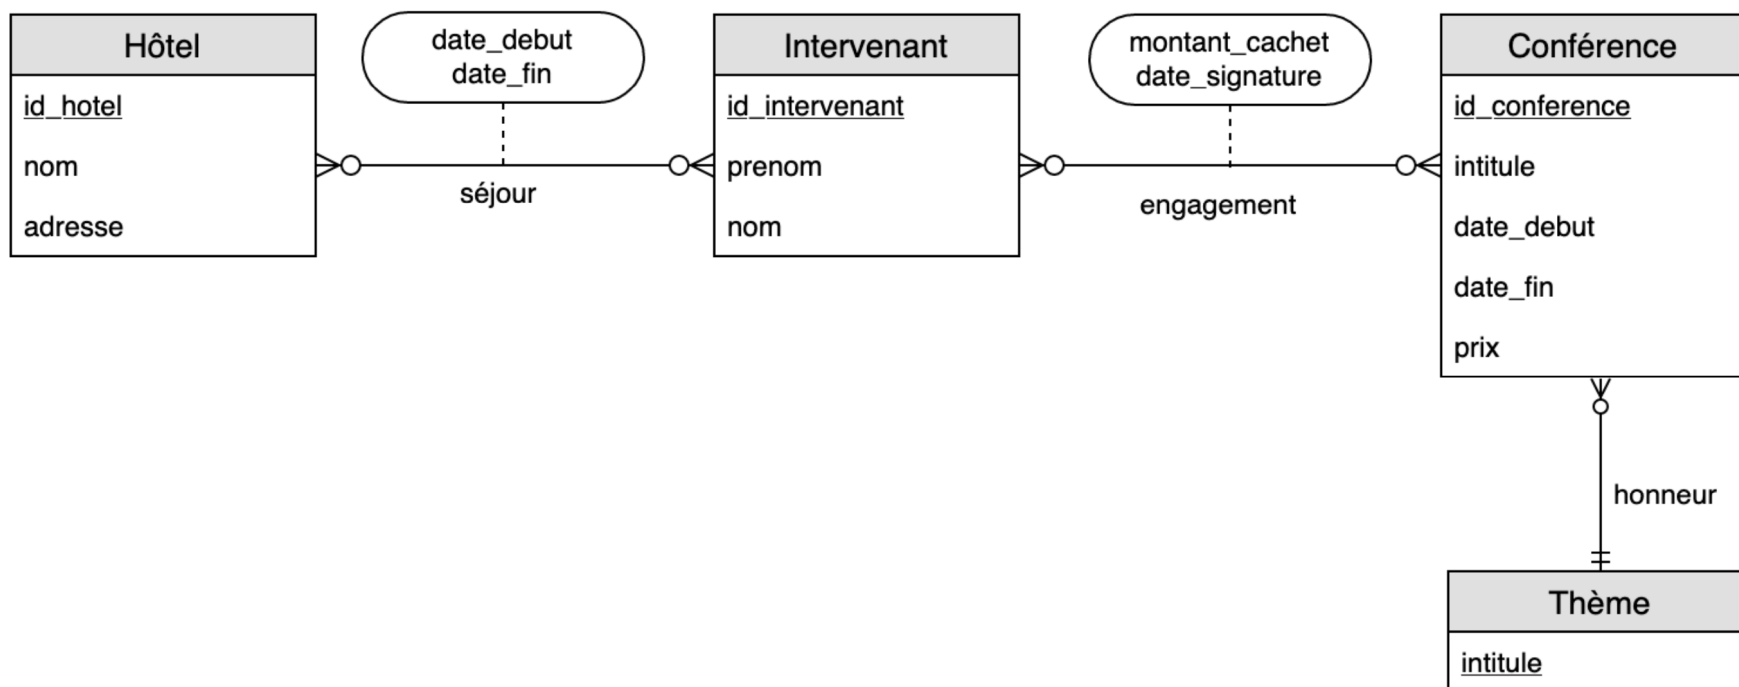 Hôtel
id_hotel
nom
adresse
date_debut
date_fin
séjour
Intervenant
id_intervenant
prenom
nom
montant_cachet
date_signature
engagement
Conférence
id_conference
intitule
date_debut
date_fin
prix
honneur
Thème
intitule